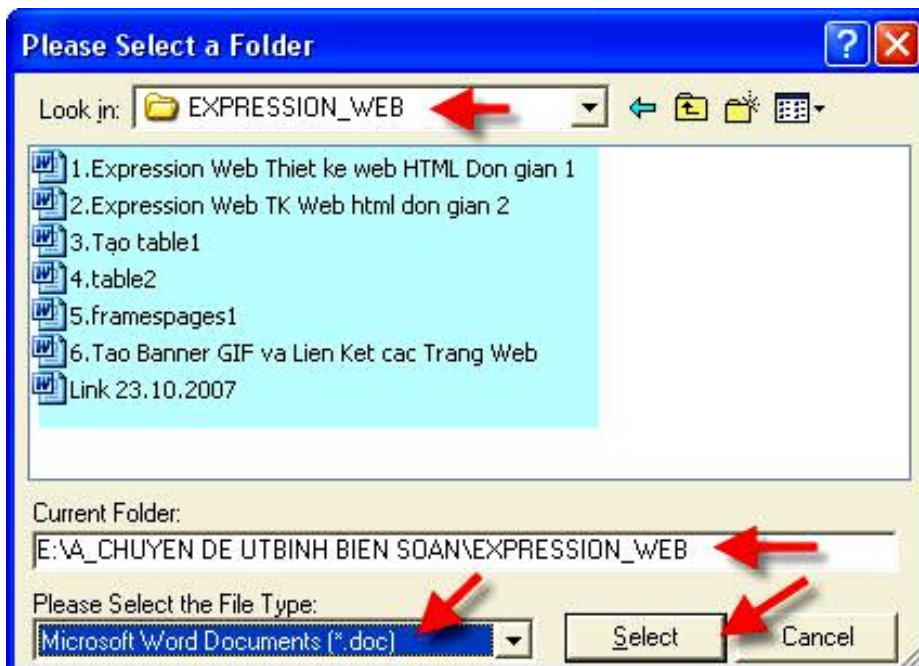 Please Select a Folder
Look in: EXPRESSION_WEB
1.Expression Web Thiet ke web HTML Don gian 1
2.Expression Web TK Web html don gian 2
3.Tạo table1
4.table2
5.framespages1
6.Tao Banner GIF va Lien Ket cac Trang Web
Link 23.10.2007
Current Folder:
E:\A_CHUYEN DE UTBINH BIEN SOAN\EXPRESSION_WEB
Please Select the File Type:
Microsoft Word Documents (*.doc) Select Cancel